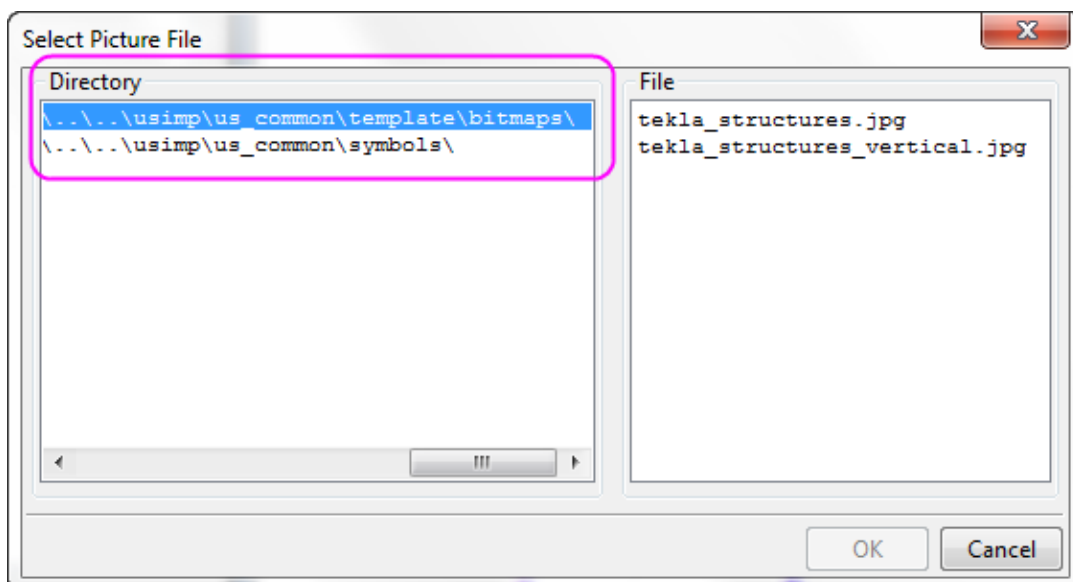 Select Picture File
Directory
\..\..\usimp\us_common\template\bitmaps\
\..\..\usimp\us_common\symbols\
File
tekla_structures.jpg
tekla_structures_vertical.jpg
OK
Cancel